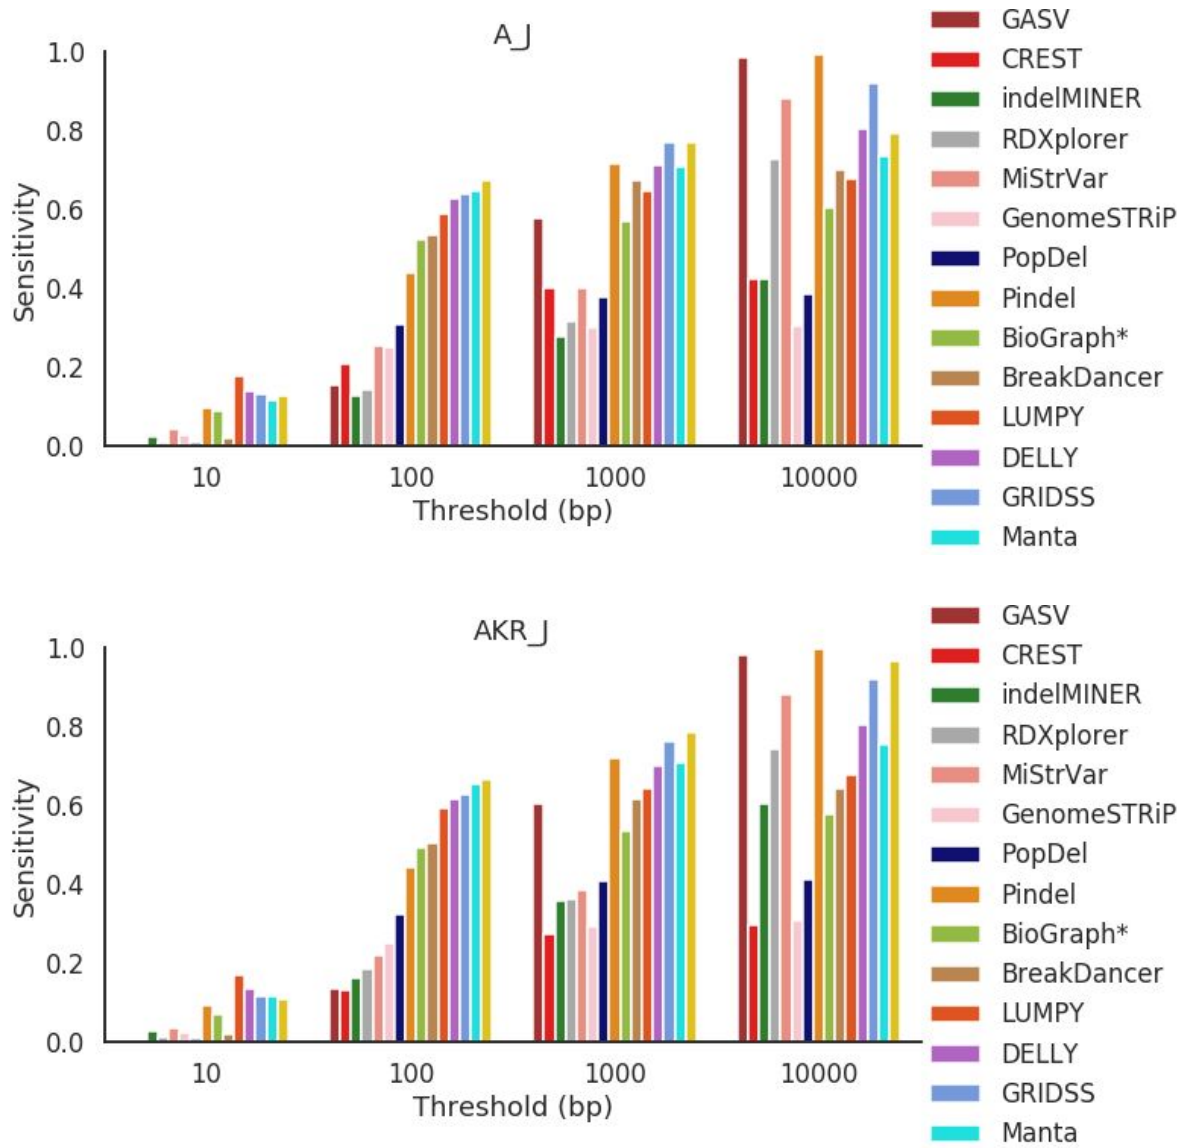 A_J
1.0
0.8
0.6
0.4
0.2
0.0
Sensitivity
10 100 1000 10000
Threshold (bp)
GASV
CREST
indelMINER
RDXplorer
MiStrVar
GenomeSTRiP
PopDel
Pindel
BioGraph*
BreakDancer
LUMPY
DELLY
GRIDSS
Manta
AKR_J
1.0
0.8
0.6
0.4
0.2
0.0
Sensitivity
10 100 1000 10000
Threshold (bp)
GASV
CREST
indelMINER
RDXplorer
MiStrVar
GenomeSTRiP
PopDel
Pindel
BioGraph*
BreakDancer
LUMPY
DELLY
GRIDSS
Manta